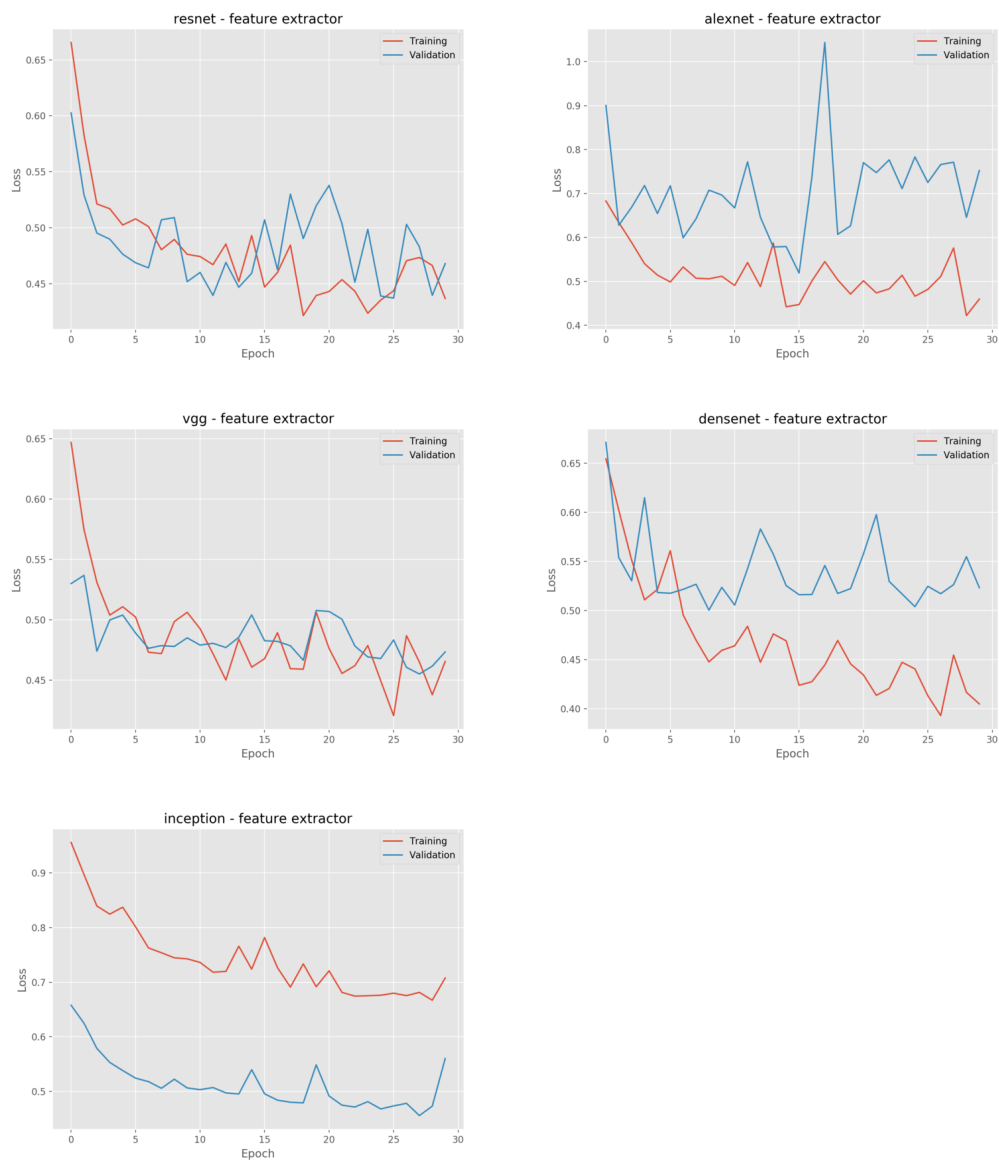 resnet - feature extractor
Training
Validation
0.65
0.60
0.55
0.50
0.45
Loss
0 5 10 15 20 25 30
Epoch
alexnet - feature extractor
Training
Validation
1.0
0.9
0.8
0.7
0.6
0.5
0.4
Loss
0 5 10 15 20 25 30
Epoch
vgg - feature extractor
Training
Validation
0.65
0.60
0.55
0.50
0.45
Loss
0 5 10 15 20 25 30
Epoch
densenet - feature extractor
Training
Validation
0.65
0.60
0.55
0.50
0.45
0.40
Loss
0 5 10 15 20 25 30
Epoch
inception - feature extractor
Training
Validation
0.9
0.8
0.7
0.6
0.5
Loss
0 5 10 15 20 25 30
Epoch